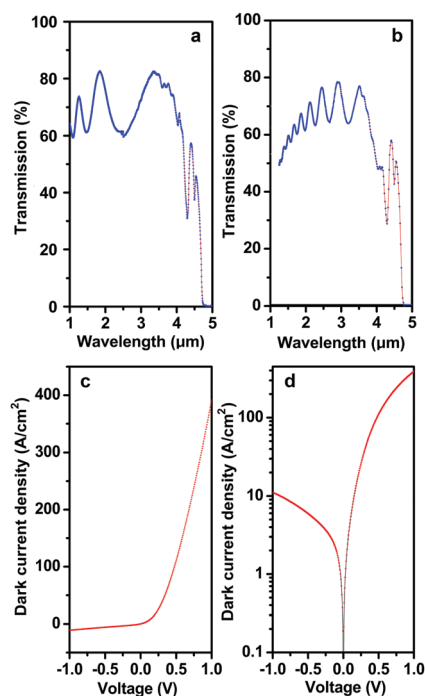 a
Transmission (%)
100
80
60
40
20
0
1 2 3 4 5
Wavelength (μm)
b
Transmission (%)
100
80
60
40
20
0
1 2 3 4 5
Wavelength (μm)
c
Dark current density (A/cm²)
400
300
200
100
0
-1.0 -0.5 0.0 0.5 1.0
Voltage (V)
d
Dark current density (A/cm²)
100
10
1
0.1
-1.0 -0.5 0.0 0.5 1.0
Voltage (V)